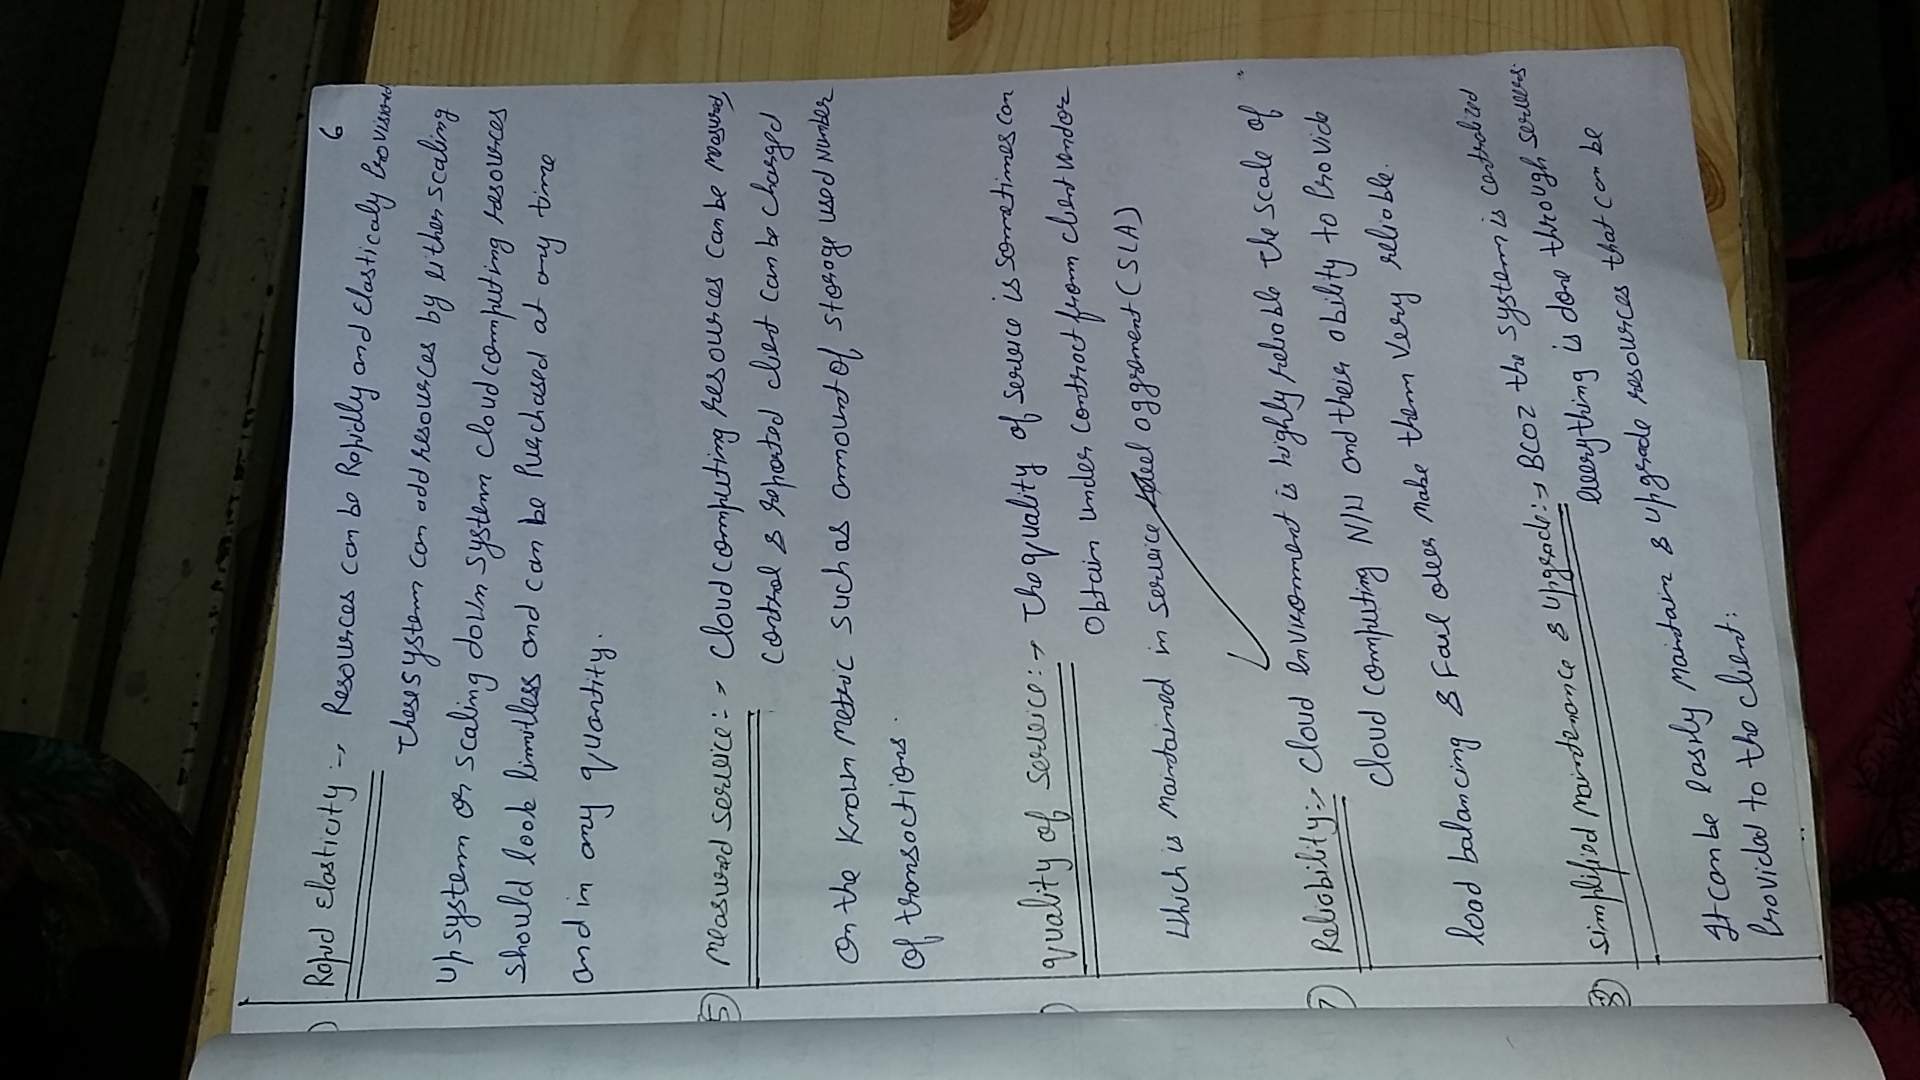 6
) Rapid Elasticity :→ Resources can be Rapidly and Elasticaly Provisioned
These system can add resources by either scaling
up system or scaling down system cloud computing resources
should look limitless and can be Purchased at any time
and in any quantity.
5) Measured service :→ Cloud computing resources can be measured,
Control & reported client can be charged
On the Known Metric such as amount of storage used Number
of transactions.
) quality of service :→ The quality of service is sometimes can
Obtain under contract from client vendor
Which is maintained in service level aggrement (SLA)
7) Reliability :→ Cloud environment is highly reliable the scale of
cloud computing N/W and their ability to Provide
load balancing & Fail over make them Very reliable.
8) Simplified Maintenance & Upgrade :→ BCOZ the system is centralized
everything is done through servers.
It can be easily maintain & upgrade resources that can be
Provided to the client.